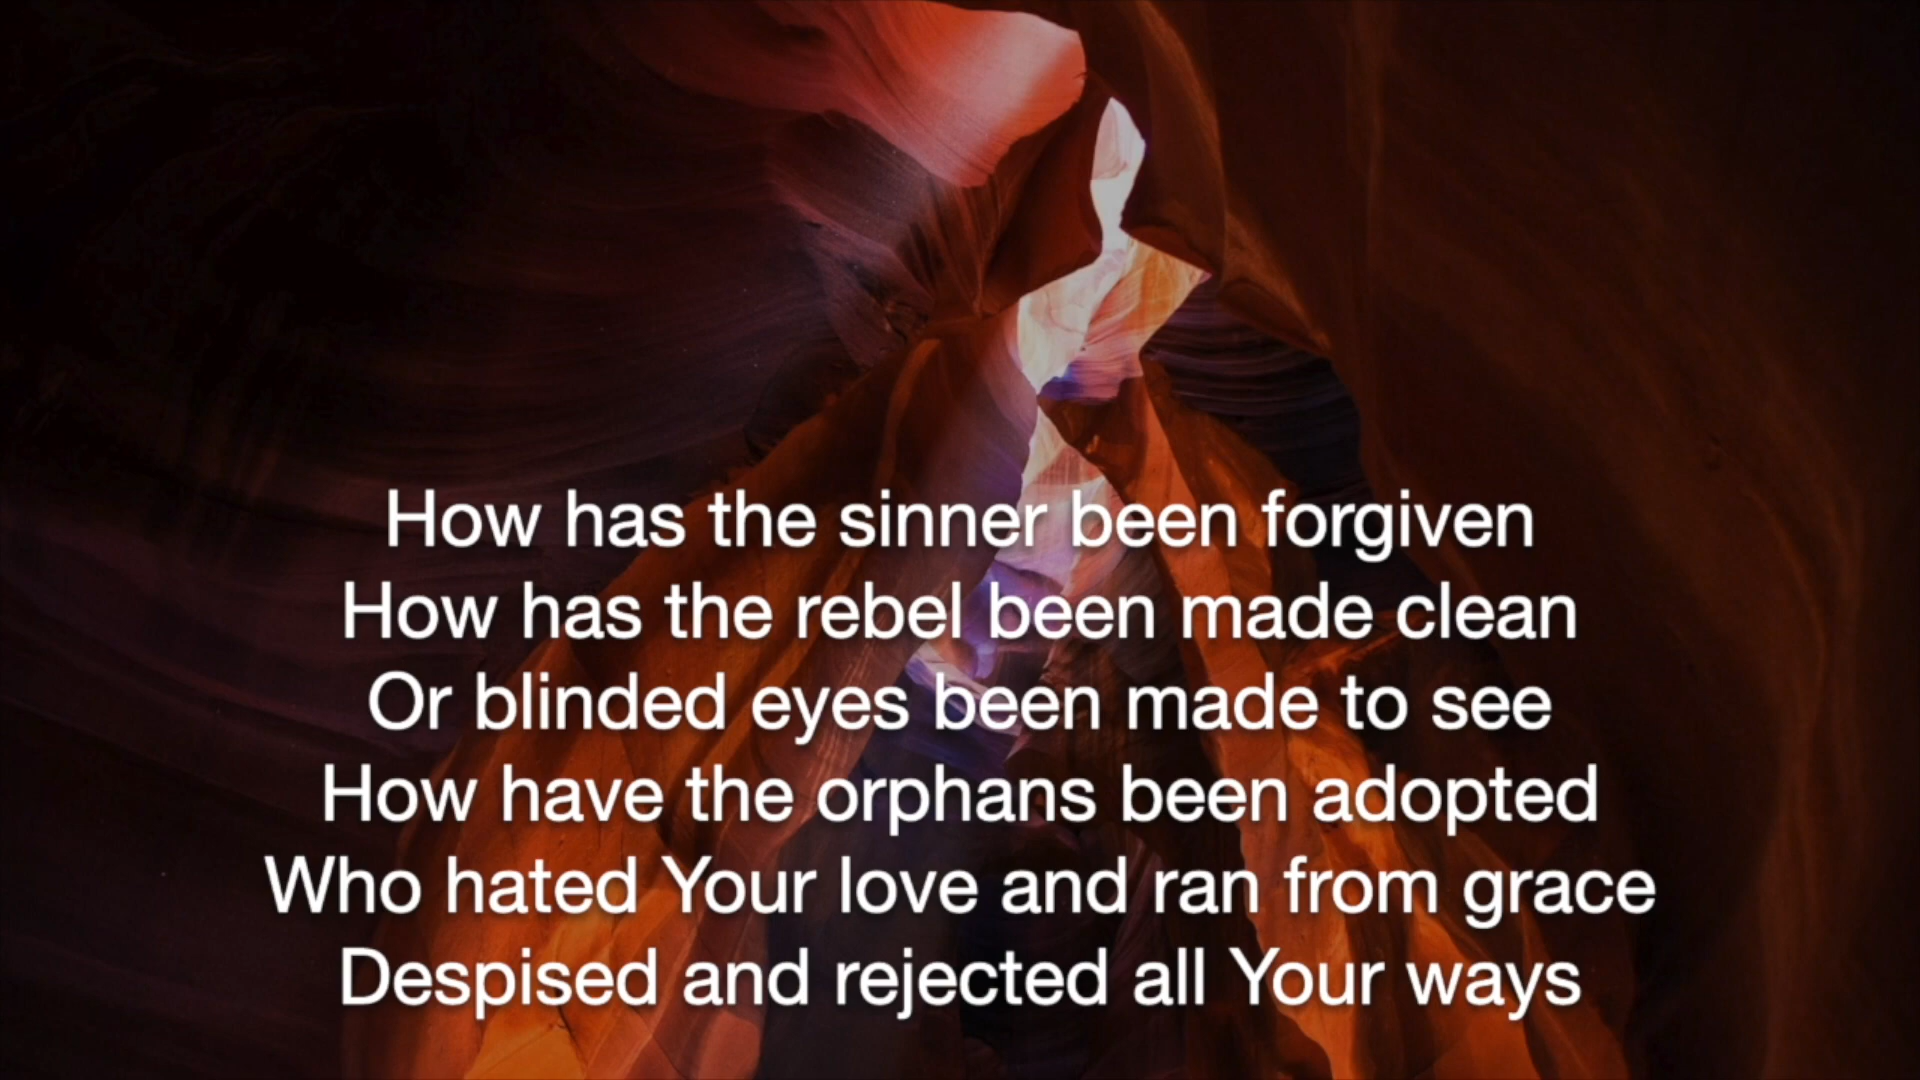 How has the sinner been forgiven
How has the rebel been made clean
Or blinded eyes been made to see
How have the orphans been adopted
Who hated Your love and ran from grace
Despised and rejected all Your ways